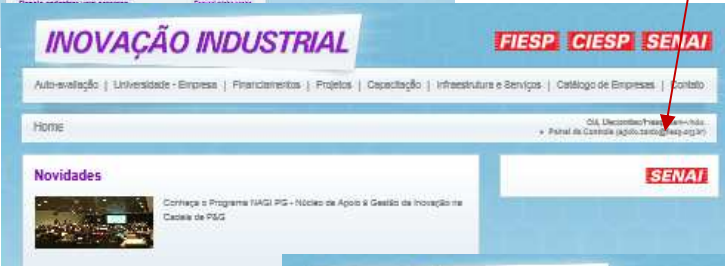 INOVAÇÃO INDUSTRIAL
FIESP CIESP SENAI
Auto-avaliação | Universidade - Empresa | Financiamentos | Projetos | Capacitação | Infraestrutura e Serviços | Catálogo de Empresas | Contato
Home
Painel de Controle
Novidades
SENAI
Conheça o Programa NAGI PG - Núcleo de Apoio à Gestão da Inovação na
Cadeia de P&G